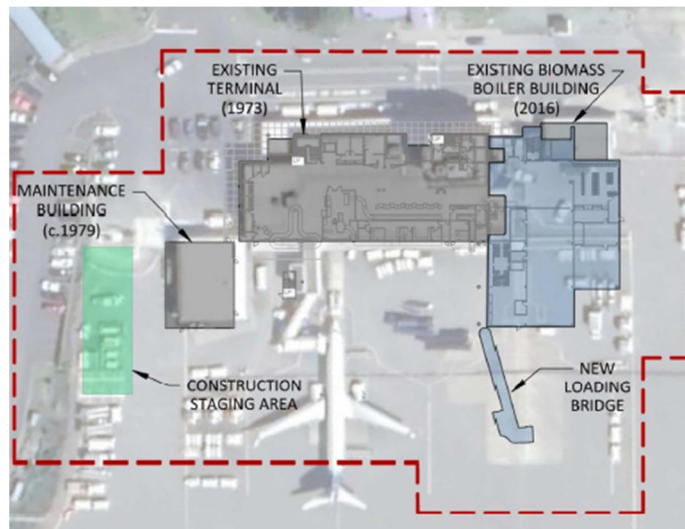 EXISTING
TERMINAL
(1973)
EXISTING BIOMASS
BOILER BUILDING
(2016)
MAINTENANCE
BUILDING
(c.1979)
CONSTRUCTION
STAGING AREA
NEW
LOADING
BRIDGE